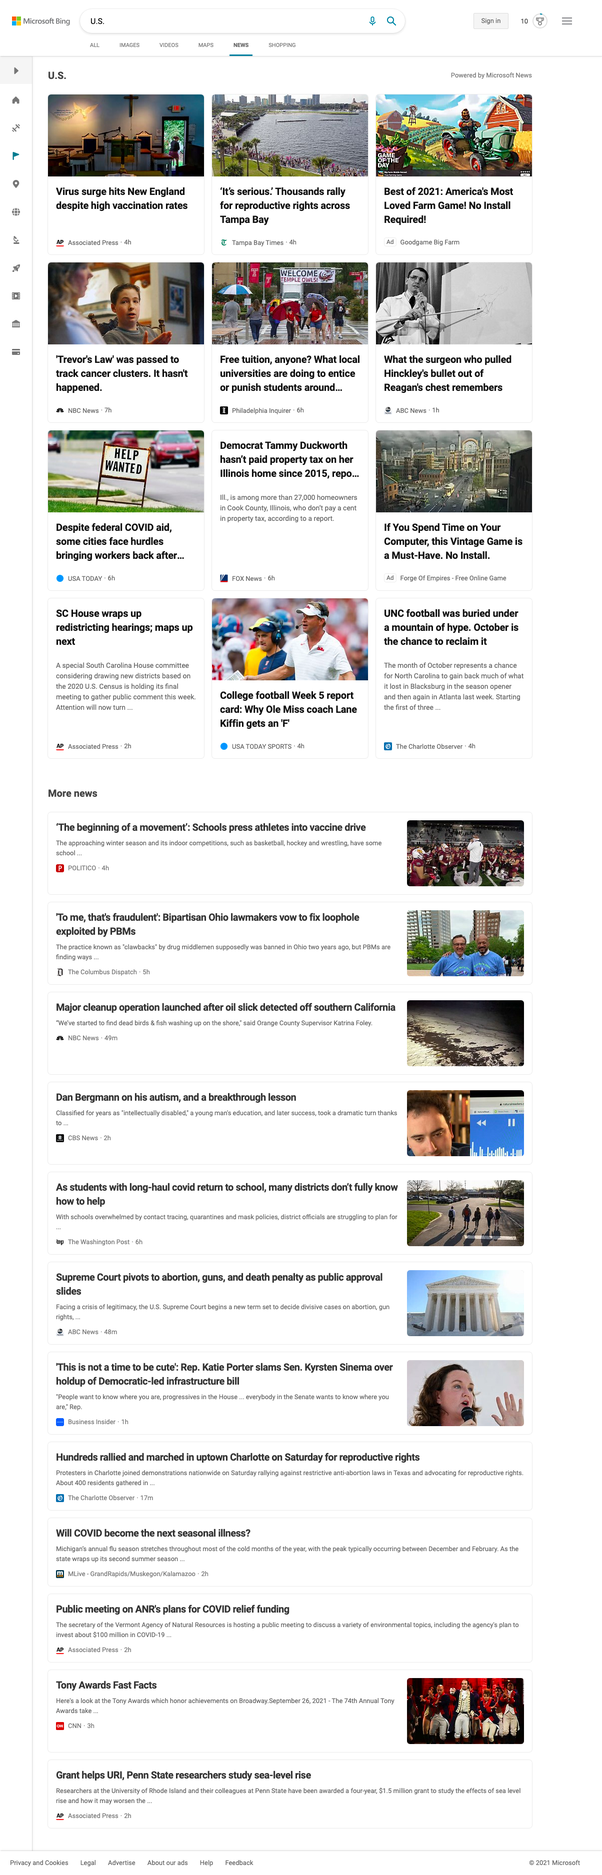 Microsoft Bing
U.S.
Sign in
10
ALL IMAGES VIDEOS MAPS NEWS SHOPPING
U.S.
Powered by Microsoft News
Virus surge hits New England
despite high vaccination rates
AP Associated Press · 4h
'It's serious.' Thousands rally
for reproductive rights across
Tampa Bay
Tampa Bay Times · 4h
GAME
OF THE
DAY
Best of 2021: America's Most
Loved Farm Game! No Install
Required!
Ad Goodgame Big Farm
'Trevor's Law' was passed to
track cancer clusters. It hasn't
happened.
NBC News · 7h
WELCOME
TEMPLE OWLS!
Free tuition, anyone? What local
universities are doing to entice
or punish students around...
Philadelphia Inquirer · 6h
What the surgeon who pulled
Hinckley's bullet out of
Reagan's chest remembers
ABC News · 1h
HELP
WANTED
Despite federal COVID aid,
some cities face hurdles
bringing workers back after...
USA TODAY · 6h
Democrat Tammy Duckworth
hasn't paid property tax on her
Illinois home since 2015, repo...
Ill., is among more than 27,000 homeowners
in Cook County, Illinois, who don't pay a cent
in property tax, according to a report.
FOX News · 6h
If You Spend Time on Your
Computer, this Vintage Game is
a Must-Have. No Install.
Ad Forge Of Empires - Free Online Game
SC House wraps up
redistricting hearings; maps up
next
A special South Carolina House committee
considering drawing new districts based on
the 2020 U.S. Census is holding its final
meeting to gather public comment this week.
Attention will now turn ...
AP Associated Press · 2h
College football Week 5 report
card: Why Ole Miss coach Lane
Kiffin gets an 'F'
USA TODAY SPORTS · 4h
UNC football was buried under
a mountain of hype. October is
the chance to reclaim it
The month of October represents a chance
for North Carolina to gain back much of what
it lost in Blacksburg in the season opener
and then again in Atlanta last week. Starting
the first of three ...
The Charlotte Observer · 4h
More news
'The beginning of a movement': Schools press athletes into vaccine drive
The approaching winter season and its indoor competitions, such as basketball, hockey and wrestling, have some
school ...
POLITICO · 4h
'To me, that's fraudulent': Bipartisan Ohio lawmakers vow to fix loophole
exploited by PBMs
The practice known as "clawbacks" by drug middlemen supposedly was banned in Ohio two years ago, but PBMs are
finding ways ...
The Columbus Dispatch · 5h
Major cleanup operation launched after oil slick detected off southern California
"We've started to find dead birds & fish washing up on the shore," said Orange County Supervisor Katrina Foley.
NBC News · 49m
Dan Bergmann on his autism, and a breakthrough lesson
Classified for years as "intellectually disabled," a young man's education, and later success, took a dramatic turn thanks
to ...
CBS News · 2h
As students with long-haul covid return to school, many districts don't fully know
how to help
With schools overwhelmed by contact tracing, quarantines and mask policies, district officials are struggling to plan for
...
wp The Washington Post · 6h
Supreme Court pivots to abortion, guns, and death penalty as public approval
slides
Facing a crisis of legitimacy, the U.S. Supreme Court begins a new term set to decide divisive cases on abortion, gun
rights, ...
ABC News · 48m
'This is not a time to be cute': Rep. Katie Porter slams Sen. Kyrsten Sinema over
holdup of Democratic-led infrastructure bill
"People want to know where you are, progressives in the House ... everybody in the Senate wants to know where you
are," Rep.
Business Insider · 1h
Hundreds rallied and marched in uptown Charlotte on Saturday for reproductive rights
Protesters in Charlotte joined demonstrations nationwide on Saturday rallying against restrictive anti-abortion laws in Texas and advocating for reproductive rights.
About 400 residents gathered in ...
The Charlotte Observer · 17m
Will COVID become the next seasonal illness?
Michigan's annual flu season stretches throughout most of the cold months of the year, with the peak typically occurring between December and February. As the
state wraps up its second summer season ...
MLive - GrandRapids/Muskegon/Kalamazoo · 2h
Public meeting on ANR's plans for COVID relief funding
The secretary of the Vermont Agency of Natural Resources is hosting a public meeting to discuss a variety of environmental topics, including the agency's plan to
invest about $100 million in COVID-19 ...
AP Associated Press · 2h
Tony Awards Fast Facts
Here's a look at the Tony Awards which honor achievements on Broadway.September 26, 2021 - The 74th Annual Tony
Awards take ...
CNN CNN · 3h
Grant helps URI, Penn State researchers study sea-level rise
Researchers at the University of Rhode Island and their colleagues at Penn State have been awarded a four-year, $1.5 million grant to study the effects of sea level
rise and how it may worsen the ...
AP Associated Press · 2h
Privacy and Cookies Legal Advertise About our ads Help Feedback
© 2021 Microsoft